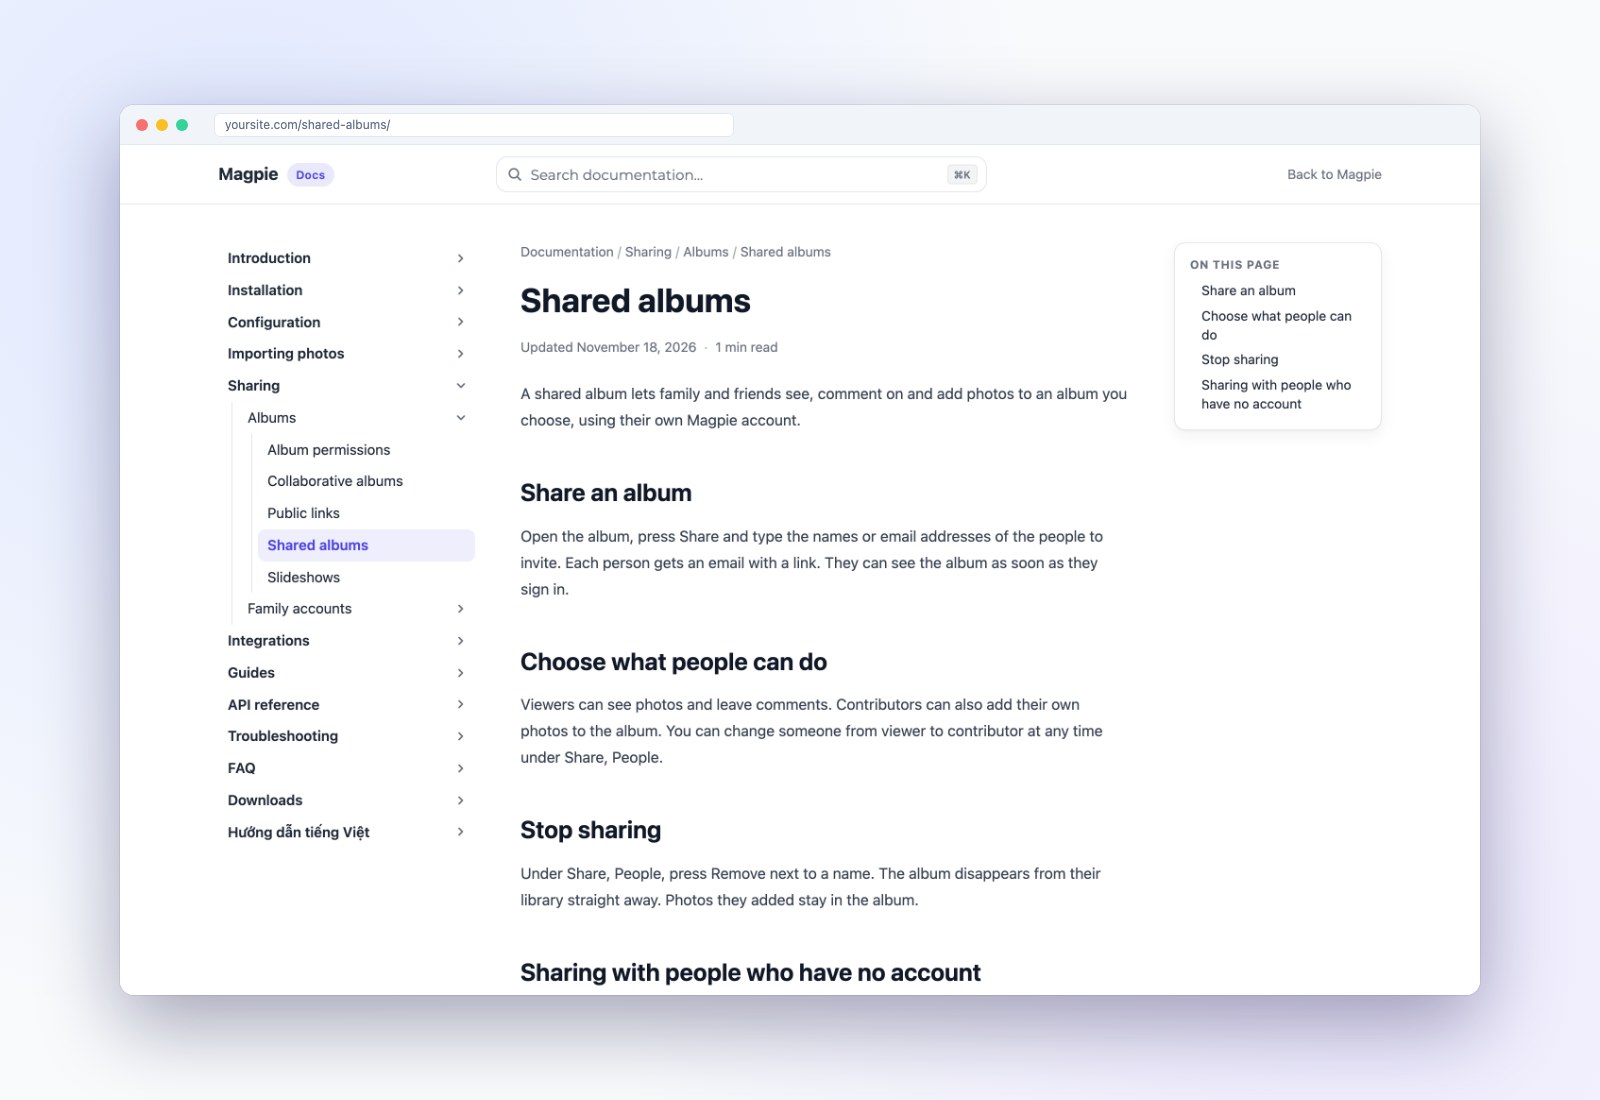 yoursite.com/shared-albums/
Magpie Docs
Search documentation...
⌘K
Back to Magpie
Introduction
Installation
Configuration
Importing photos
Sharing
Albums
Album permissions
Collaborative albums
Public links
Shared albums
Slideshows
Family accounts
Integrations
Guides
API reference
Troubleshooting
FAQ
Downloads
Hướng dẫn tiếng Việt
Documentation / Sharing / Albums / Shared albums
Shared albums
Updated November 18, 2026 · 1 min read
A shared album lets family and friends see, comment on and add photos to an album you
choose, using their own Magpie account.
Share an album
Open the album, press Share and type the names or email addresses of the people to
invite. Each person gets an email with a link. They can see the album as soon as they
sign in.
Choose what people can do
Viewers can see photos and leave comments. Contributors can also add their own
photos to the album. You can change someone from viewer to contributor at any time
under Share, People.
Stop sharing
Under Share, People, press Remove next to a name. The album disappears from their
library straight away. Photos they added stay in the album.
Sharing with people who have no account
ON THIS PAGE
Share an album
Choose what people can
do
Stop sharing
Sharing with people who
have no account